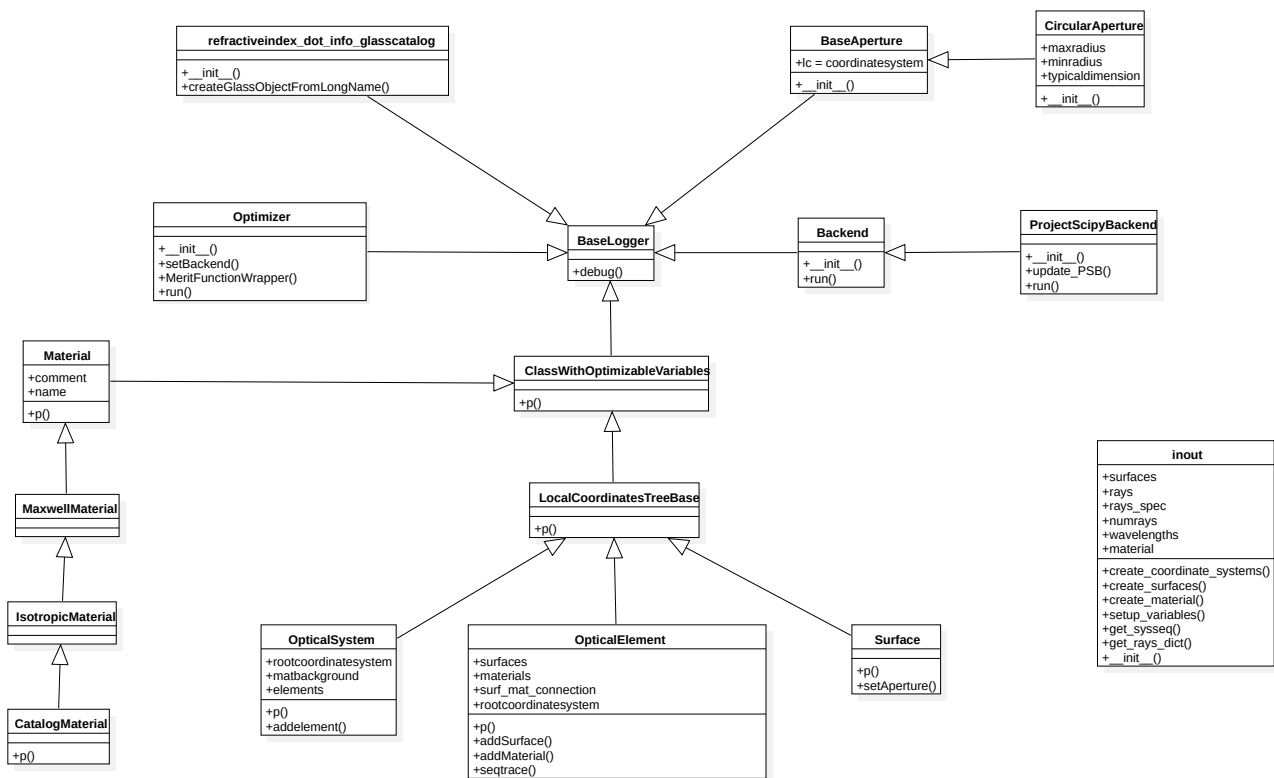 refractiveindex_dot_info_glasscatalog
+__init__()
+createGlassObjectFromLongName()
BaseAperture
+lc = coordinatesystem
+__init__()
CircularAperture
+maxradius
+minradius
+typicaldimension
+__init__()
Optimizer
+__init__()
+setBackend()
+MeritFunctionWrapper()
+run()
BaseLogger
+debug()
Backend
+__init__()
+run()
ProjectScipyBackend
+__init__()
+update_PSB()
+run()
Material
+comment
+name
+p()
ClassWithOptimizableVariables
+p()
MaxwellMaterial
LocalCoordinatesTreeBase
+p()
inout
+surfaces
+rays
+rays_spec
+numrays
+wavelengths
+material
+create_coordinate_systems()
+create_surfaces()
+create_material()
+setup_variables()
+get_sysseq()
+get_rays_dict()
+__init__()
IsotropicMaterial
CatalogMaterial
+p()
OpticalSystem
+rootcoordinatesystem
+matbackground
+elements
+p()
+addelement()
OpticalElement
+surfaces
+materials
+surf_mat_connection
+rootcoordinatesystem
+p()
+addSurface()
+addMaterial()
+seqtrace()
Surface
+p()
+setAperture()